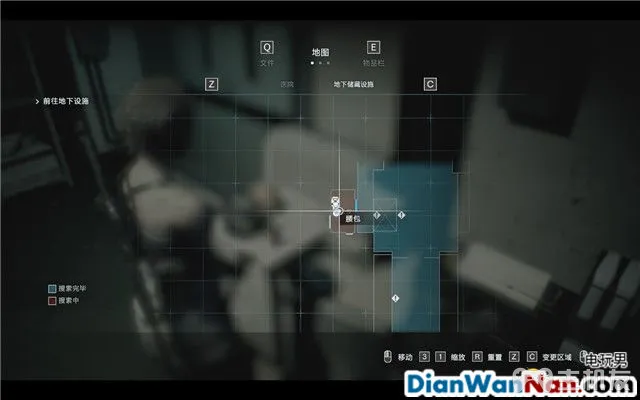 Q 地图 E
文件 物品栏
Z 医院 地下储藏设施 C
前往地下设施
腰包
搜索完毕
搜索中
移动 3 1 缩放 R 重置 Z C 变更区域
电玩男
DianWanNan.com